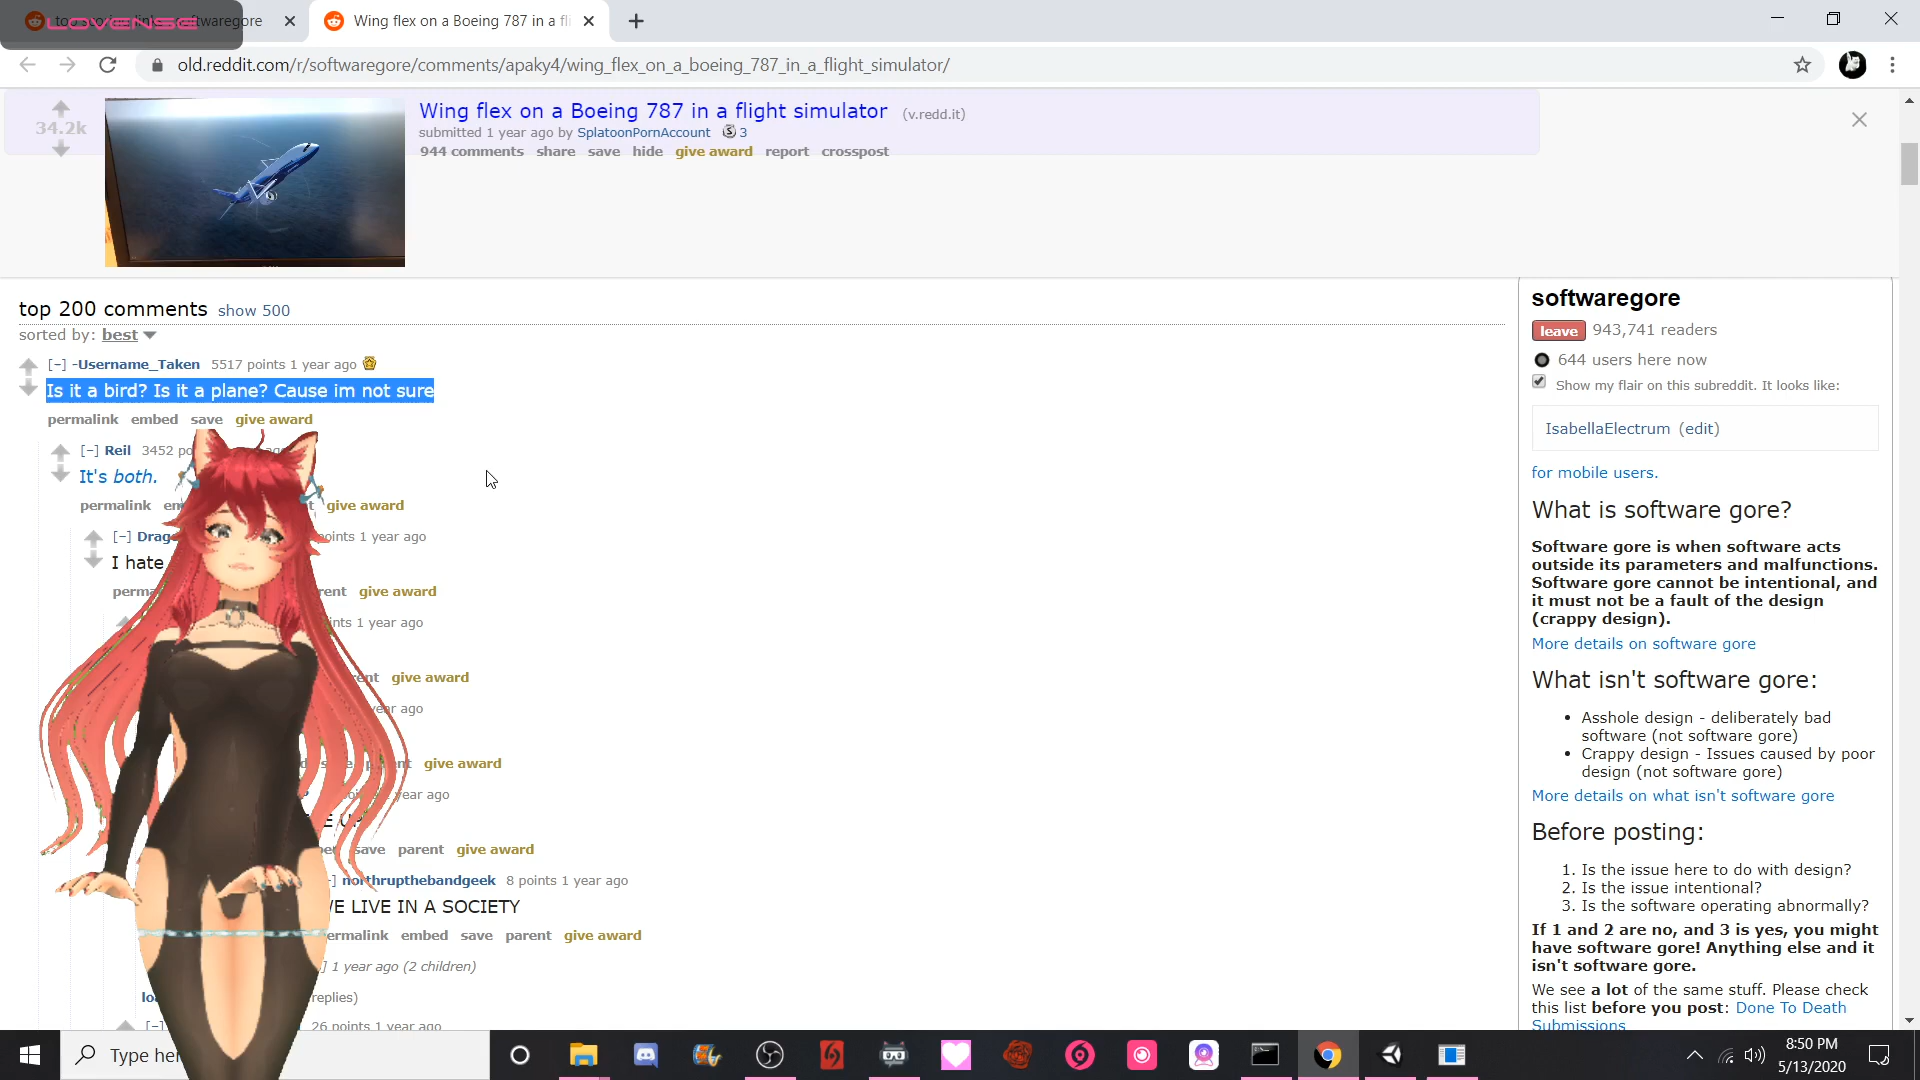 LOVENSE
Wing flex on a Boeing 787 in a fli
old.reddit.com/r/softwaregore/comments/apaky4/wing_flex_on_a_boeing_787_in_a_flight_simulator/
34.2k
Wing flex on a Boeing 787 in a flight simulator (v.redd.it)
submitted 1 year ago by SplatoonPornAccount 3
944 comments share save hide give award report crosspost
top 200 comments show 500
sorted by: best
[-] -Username_Taken 5517 points 1 year ago
Is it a bird? Is it a plane? Cause im not sure
permalink embed save give award
[-] Reil 3452
It's both.
permalink give award
[-] points 1 year ago
I hate
give award
1 year ago
give award
year ago
give award
year ago
save parent give award
northrupthebandgeek 8 points 1 year ago
WE LIVE IN A SOCIETY
permalink embed save parent give award
1 year ago (2 children)
replies)
[-] 26 points 1 year ago
softwaregore
leave 943,741 readers
644 users here now
Show my flair on this subreddit. It looks like:
IsabellaElectrum (edit)
for mobile users.
What is software gore?
Software gore is when software acts
outside its parameters and malfunctions.
Software gore cannot be intentional, and
it must not be a fault of the design
(crappy design).
More details on software gore
What isn't software gore:
• Asshole design - deliberately bad
software (not software gore)
• Crappy design - Issues caused by poor
design (not software gore)
More details on what isn't software gore
Before posting:
1. Is the issue here to do with design?
2. Is the issue intentional?
3. Is the software operating abnormally?
If 1 and 2 are no, and 3 is yes, you might
have software gore! Anything else and it
isn't software gore.
We see a lot of the same stuff. Please check
this list before you post: Done To Death
Submissions
Type
8:50 PM
5/13/2020